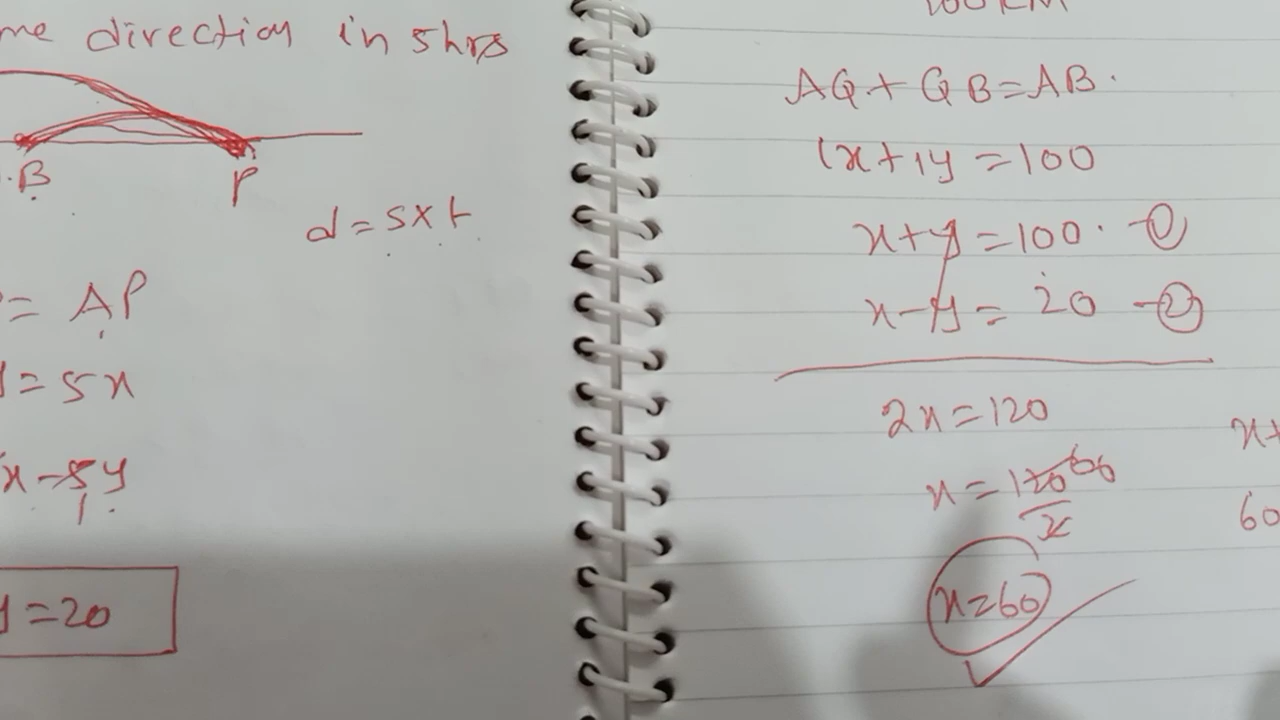 me direction in 5hrs
B
P
d=s×t
= AP
=5x
x-5y
y=20
100KM
AQ+QB=AB.
1x+1y=100
x+y=100. -①
x-y= 20 -②
2x=120
x=120 60
2
x=60
x+
60